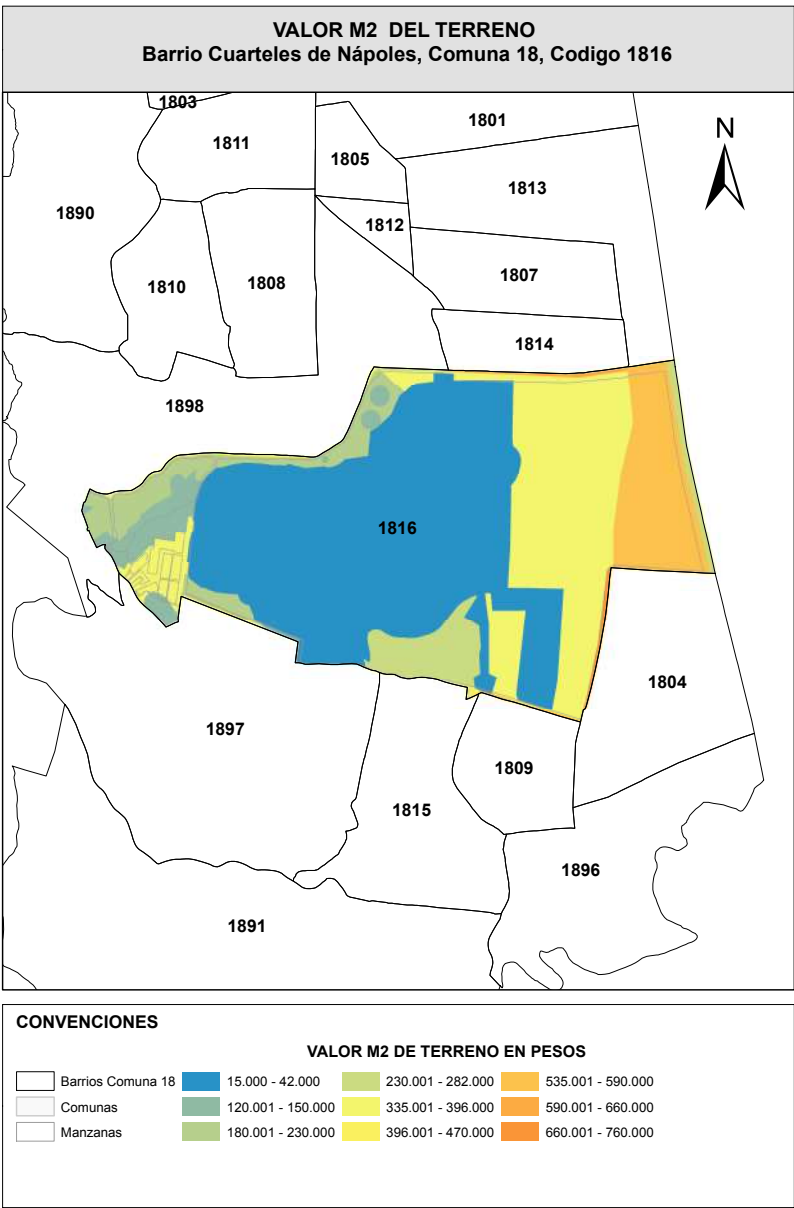 VALOR M2 DEL TERRENO
Barrio Cuarteles de Nápoles, Comuna 18, Codigo 1816
1803
1801
1811
1805
N
1813
1890
1812
1807
1810
1808
1814
1898
1816
1804
1897
1809
1815
1896
1891
CONVENCIONES
VALOR M2 DE TERRENO EN PESOS
Barrios Comuna 18 15.000 - 42.000 230.001 - 282.000 535.001 - 590.000
Comunas 120.001 - 150.000 335.001 - 396.000 590.001 - 660.000
Manzanas 180.001 - 230.000 396.001 - 470.000 660.001 - 760.000